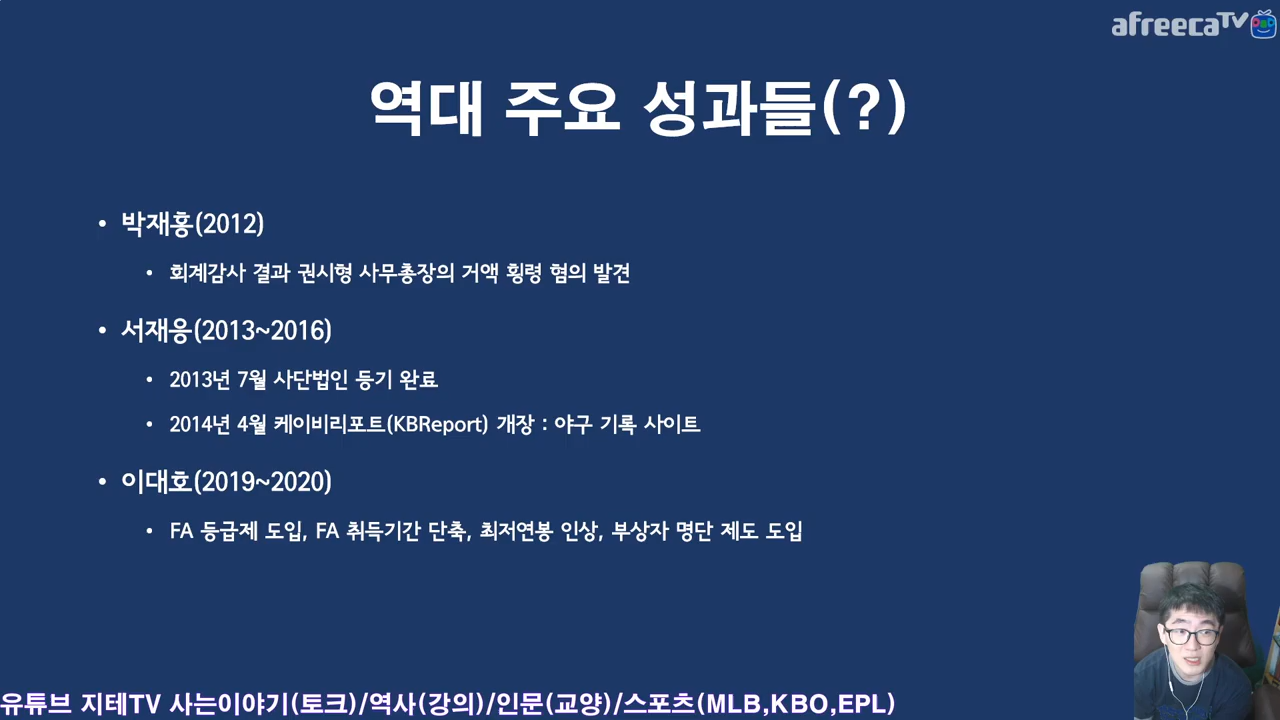 afreecaTV
역대 주요 성과들(?)
• 박재홍(2012)
• 회계감사 결과 권시형 사무총장의 거액 횡령 혐의 발견
• 서재응(2013~2016)
• 2013년 7월 사단법인 등기 완료
• 2014년 4월 케이비리포트(KBReport) 개장 : 야구 기록 사이트
• 이대호(2019~2020)
• FA 등급제 도입, FA 취득기간 단축, 최저연봉 인상, 부상자 명단 제도 도입
유튜브 지테TV 사는이야기(토크)/역사(강의)/인문(교양)/스포츠(MLB,KBO,EPL)